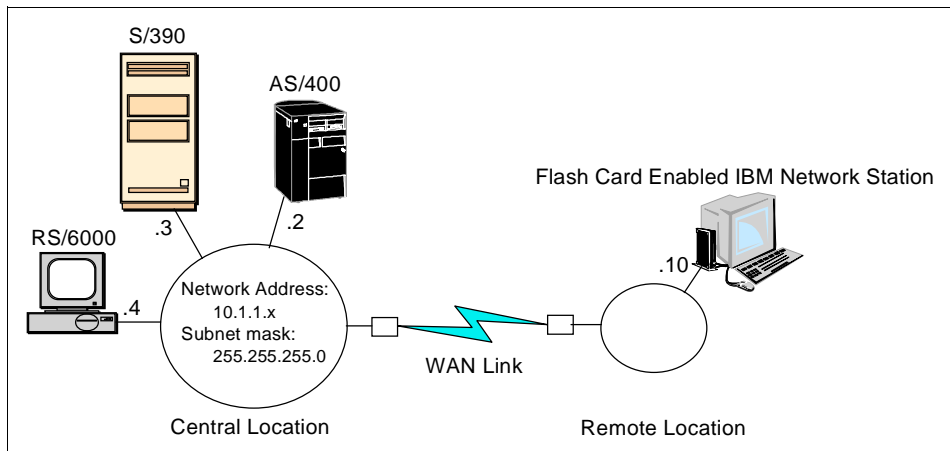 S/390
AS/400
Flash Card Enabled IBM Network Station
.3
.2
RS/6000
.10
.4
Network Address:
10.1.1.x
Subnet mask:
255.255.255.0
WAN Link
Central Location
Remote Location